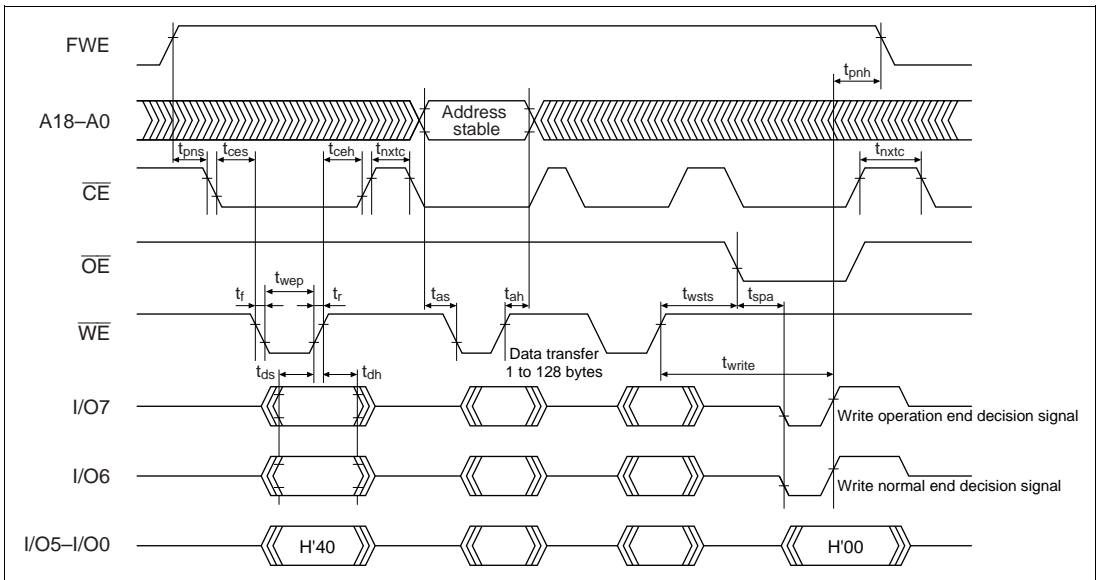 FWE
tpnh
A18–A0
Address
stable
tpns
tces
tceh
tnxtc
tnxtc
CE
OE
twep
tf
tr
tas
tah
twsts
tspa
WE
Data transfer
1 to 128 bytes
twrite
tds
tdh
I/O7
Write operation end decision signal
I/O6
Write normal end decision signal
I/O5–I/O0
H'40
H'00